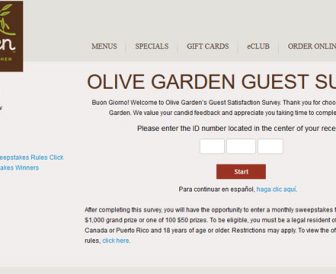 MENUS SPECIALS GIFT CARDS eCLUB ORDER ONLIN
OLIVE GARDEN GUEST SU
Buon Giorno! Welcome to Olive Garden's Guest Satisfaction Survey. Thank you for choo
Garden. We value your candid feedback and appreciate you taking time to comple
Please enter the ID number located in the center of your rece
weepstakes Rules Click
akes Winners
Start
Para continuar en español, haga clic aquí.
After completing this survey, you will have the opportunity to enter a monthly sweepstakes f
$1,000 grand prize or one of 100 $50 prizes. To be eligible, you must be a legal resident of
Canada or Puerto Rico and 18 years of age or older. Restrictions may apply. To view the of
rules, click here.